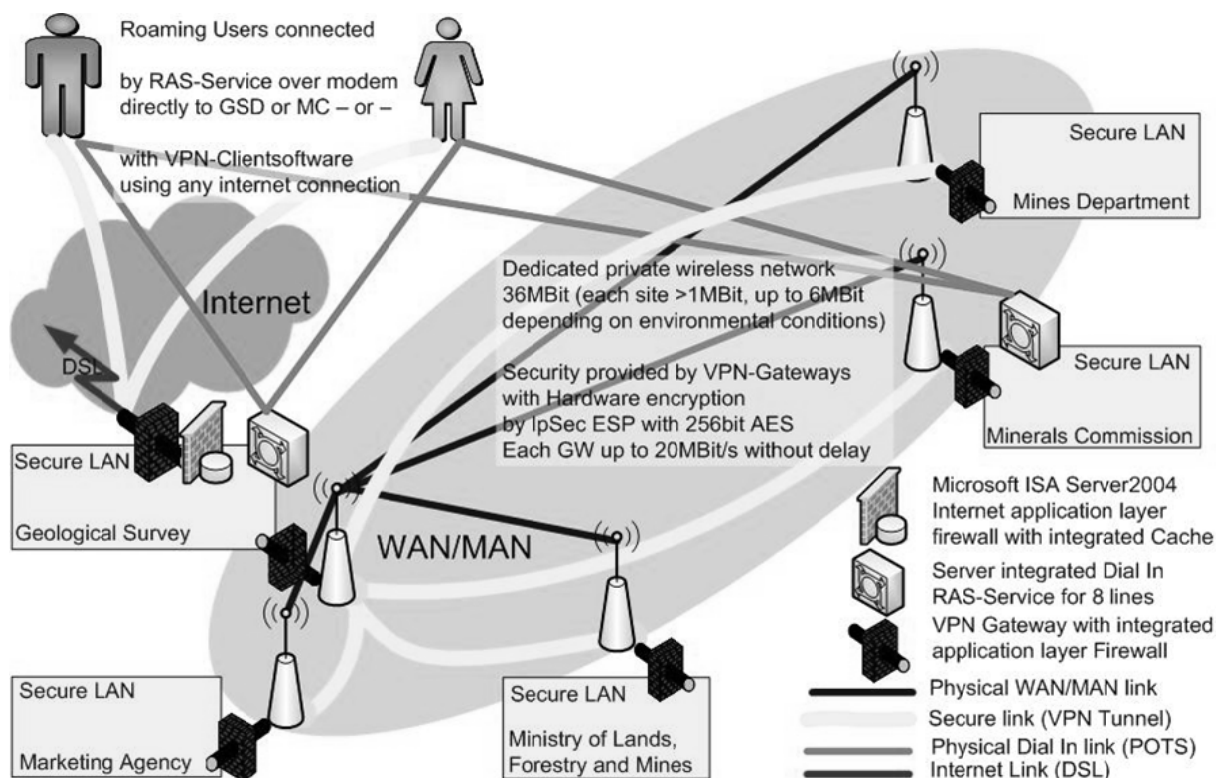 Roaming Users connected
by RAS-Service over modem
directly to GSD or MC – or –
with VPN-Clientsoftware
using any internet connection
Internet
DSL
Secure LAN
Mines Department
Dedicated private wireless network
36MBit (each site >1MBit, up to 6MBit
depending on environmental conditions)
Security provided by VPN-Gateways
with Hardware encryption
by IpSec ESP with 256bit AES
Each GW up to 20MBit/s without delay
Secure LAN
Minerals Commission
Secure LAN
Geological Survey
WAN/MAN
Secure LAN
Marketing Agency
Secure LAN
Ministry of Lands,
Forestry and Mines
Microsoft ISA Server2004
Internet application layer
firewall with integrated Cache
Server integrated Dial In
RAS-Service for 8 lines
VPN Gateway with integrated
application layer Firewall
Physical WAN/MAN link
Secure link (VPN Tunnel)
Physical Dial In link (POTS)
Internet Link (DSL)